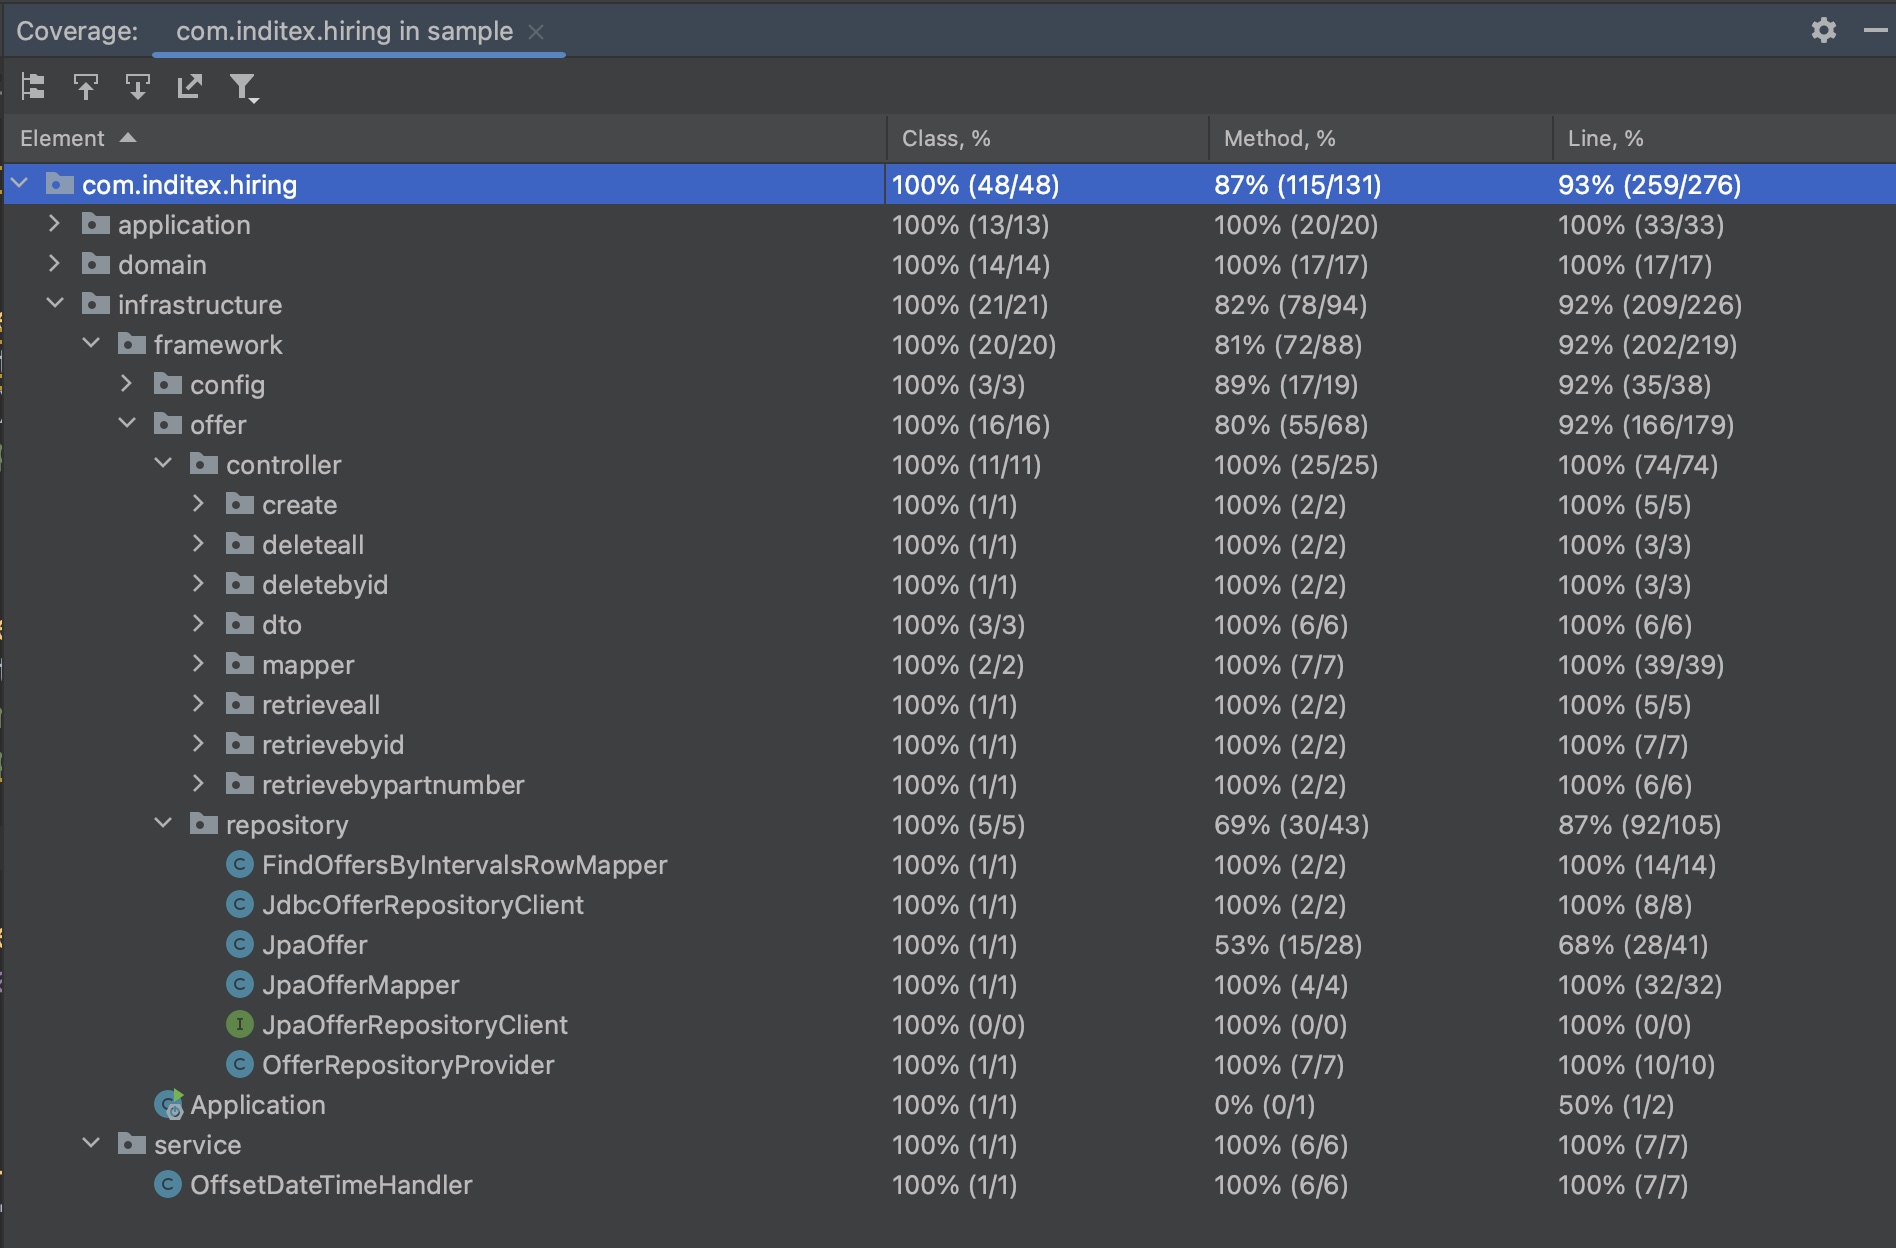 Coverage: com.inditex.hiring in sample
Element Class, % Method, % Line, %
com.inditex.hiring 100% (48/48) 87% (115/131) 93% (259/276)
application 100% (13/13) 100% (20/20) 100% (33/33)
domain 100% (14/14) 100% (17/17) 100% (17/17)
infrastructure 100% (21/21) 82% (78/94) 92% (209/226)
framework 100% (20/20) 81% (72/88) 92% (202/219)
config 100% (3/3) 89% (17/19) 92% (35/38)
offer 100% (16/16) 80% (55/68) 92% (166/179)
controller 100% (11/11) 100% (25/25) 100% (74/74)
create 100% (1/1) 100% (2/2) 100% (5/5)
deleteall 100% (1/1) 100% (2/2) 100% (3/3)
deletebyid 100% (1/1) 100% (2/2) 100% (3/3)
dto 100% (3/3) 100% (6/6) 100% (6/6)
mapper 100% (2/2) 100% (7/7) 100% (39/39)
retrieveall 100% (1/1) 100% (2/2) 100% (5/5)
retrievebyid 100% (1/1) 100% (2/2) 100% (7/7)
retrievebypartnumber 100% (1/1) 100% (2/2) 100% (6/6)
repository 100% (5/5) 69% (30/43) 87% (92/105)
C FindOffersByIntervalsRowMapper 100% (1/1) 100% (2/2) 100% (14/14)
C JdbcOfferRepositoryClient 100% (1/1) 100% (2/2) 100% (8/8)
C JpaOffer 100% (1/1) 53% (15/28) 68% (28/41)
C JpaOfferMapper 100% (1/1) 100% (4/4) 100% (32/32)
I JpaOfferRepositoryClient 100% (0/0) 100% (0/0) 100% (0/0)
C OfferRepositoryProvider 100% (1/1) 100% (7/7) 100% (10/10)
C Application 100% (1/1) 0% (0/1) 50% (1/2)
service 100% (1/1) 100% (6/6) 100% (7/7)
C OffsetDateTimeHandler 100% (1/1) 100% (6/6) 100% (7/7)